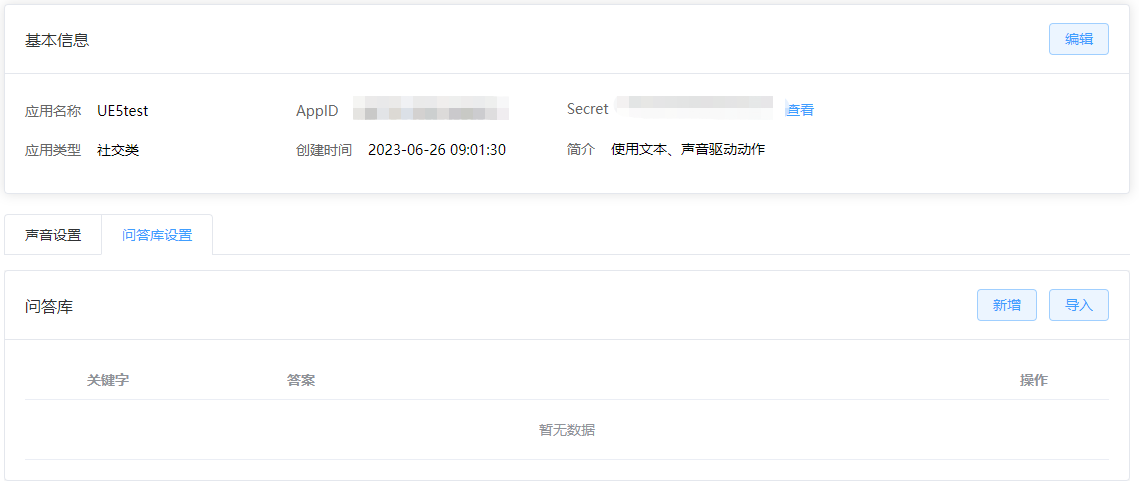 基本信息 编辑
应用名称 UE5test AppID Secret 查看
应用类型 社交类 创建时间 2023-06-26 09:01:30 简介 使用文本、声音驱动动作
声音设置 问答库设置
问答库 新增 导入
关键字 答案 操作
暂无数据